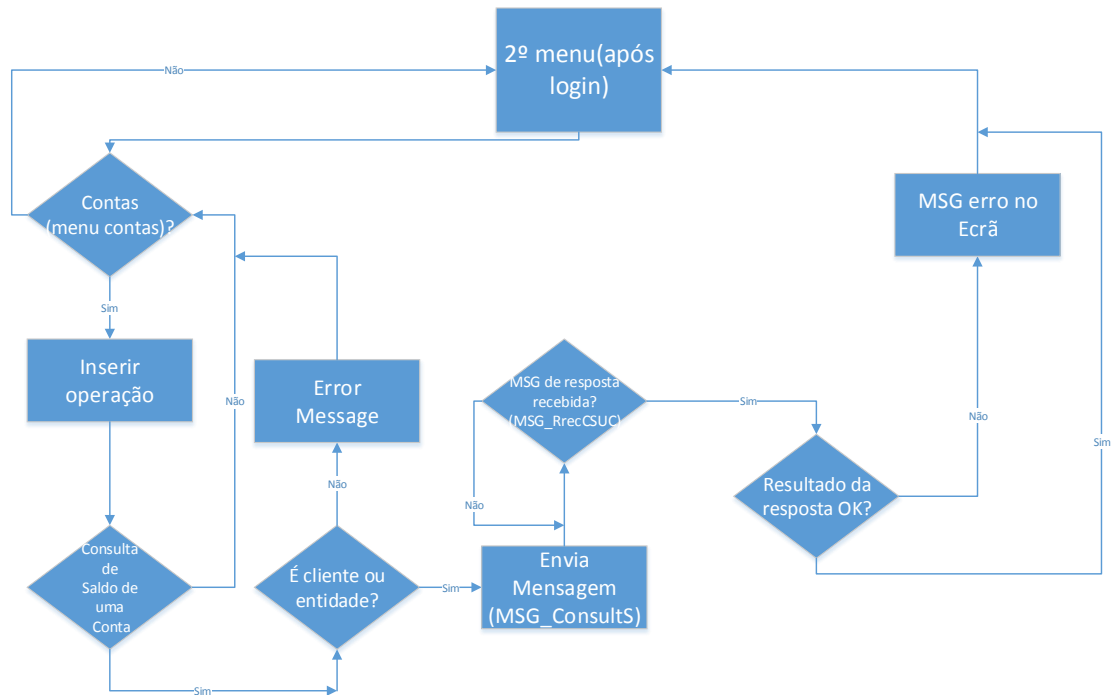 2º menu(após
login)
Não
Contas
(menu contas)?
Sim
Inserir
operação
Não
Consulta
de
Saldo de
uma
Conta
Sim
Error
Message
Não
É cliente ou
entidade?
Sim
MSG de resposta
recebida?
(MSG_RrecCSUC)
Não
Envia
Mensagem
(MSG_ConsultS)
Sim
Resultado da
resposta OK?
Não
MSG erro no
Ecrã
Sim